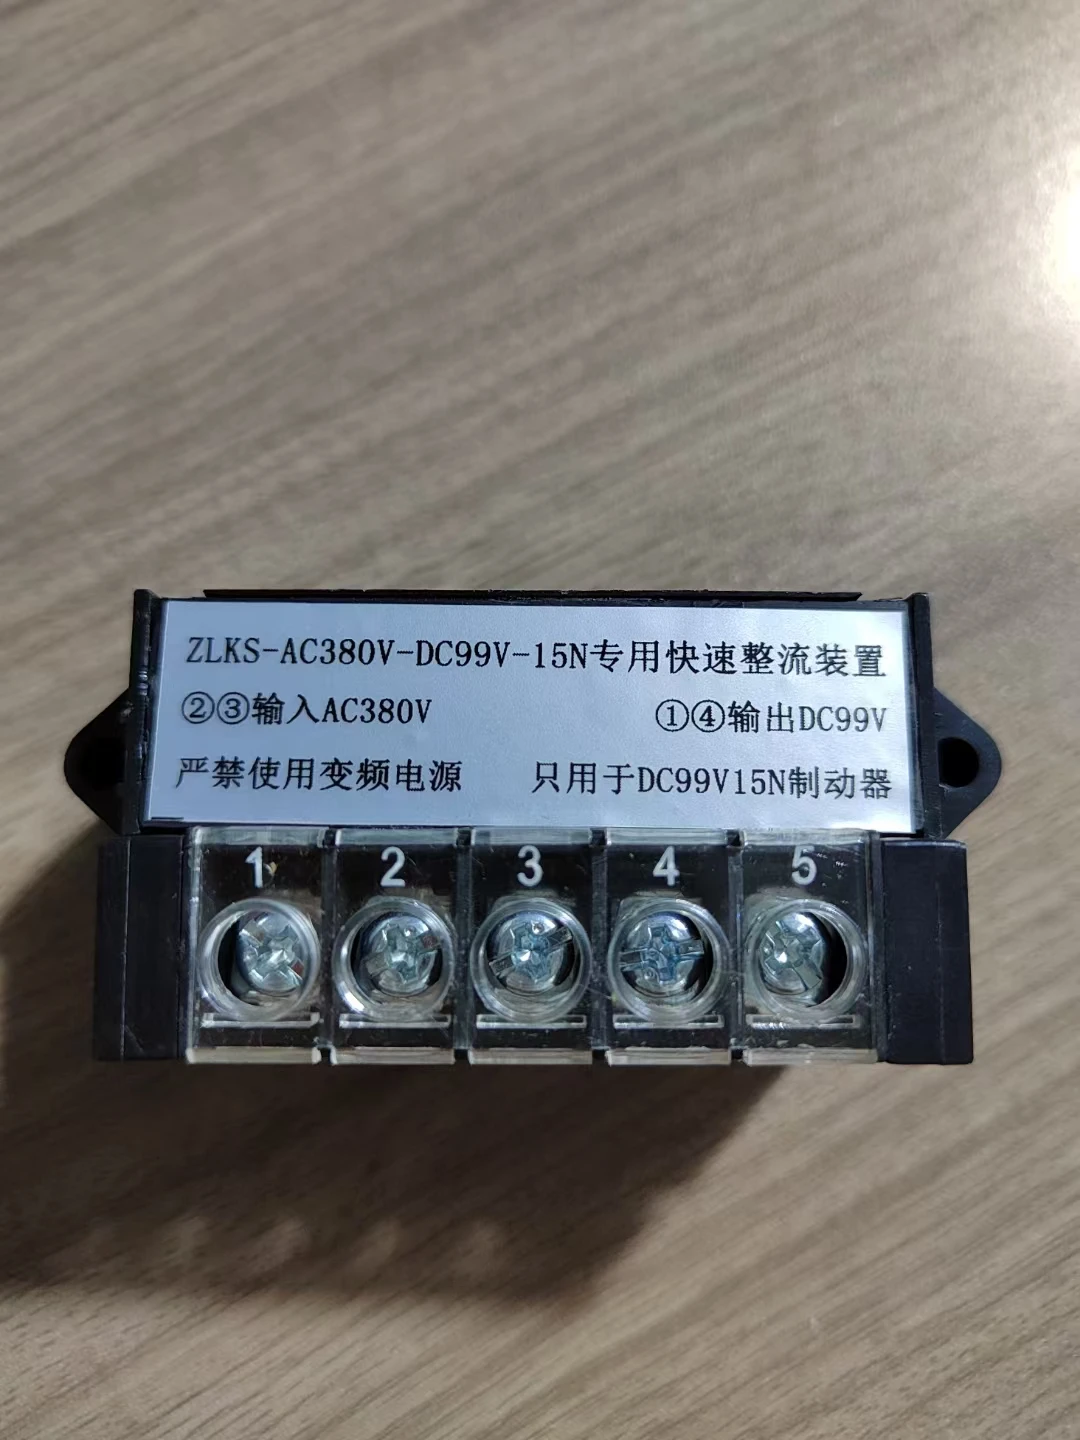 ZLKS-AC380V-DC99V-15N专用快速整流装置
②③输入AC380V ①④输出DC99V
严禁使用变频电源 只用于DC99V15N制动器
1 2 3 4 5